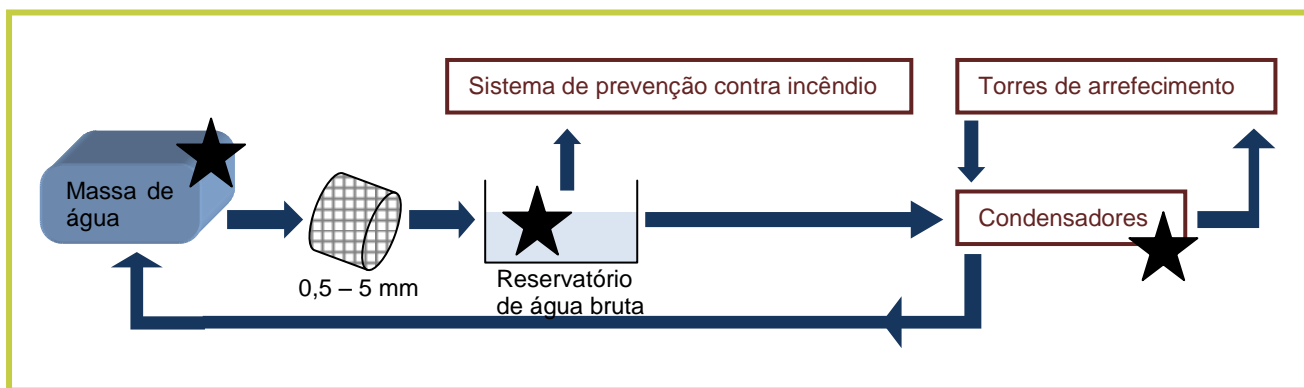 Sistema de prevenção contra incêndio
Torres de arrefecimento
Massa de
água
Condensadores
0,5 – 5 mm
Reservatório
de água bruta